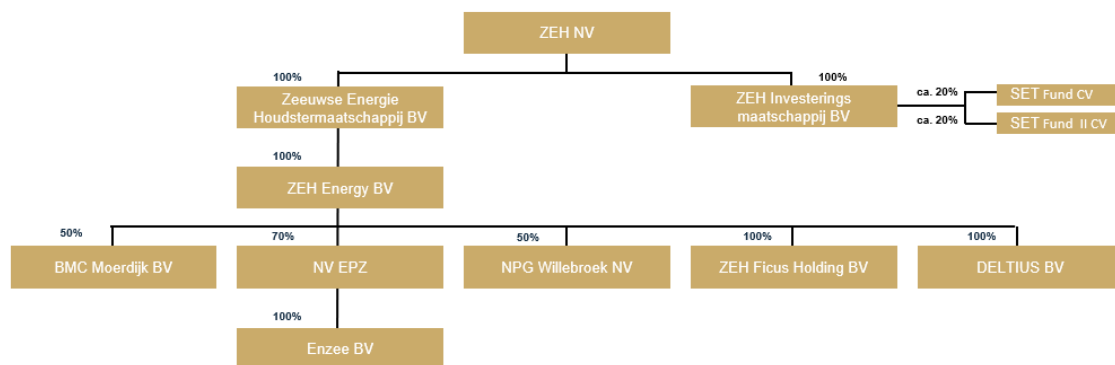 ZEH NV
100%
100%
Zeeuwse Energie
Houdstermaatschappij BV
ZEH Investerings
maatschappij BV
ca. 20%
SET Fund CV
ca. 20%
SET Fund II CV
100%
ZEH Energy BV
50%
70%
50%
100%
100%
BMC Moerdijk BV
NV EPZ
NPG Willebroek NV
ZEH Ficus Holding BV
DELTIUS BV
100%
Enzee BV